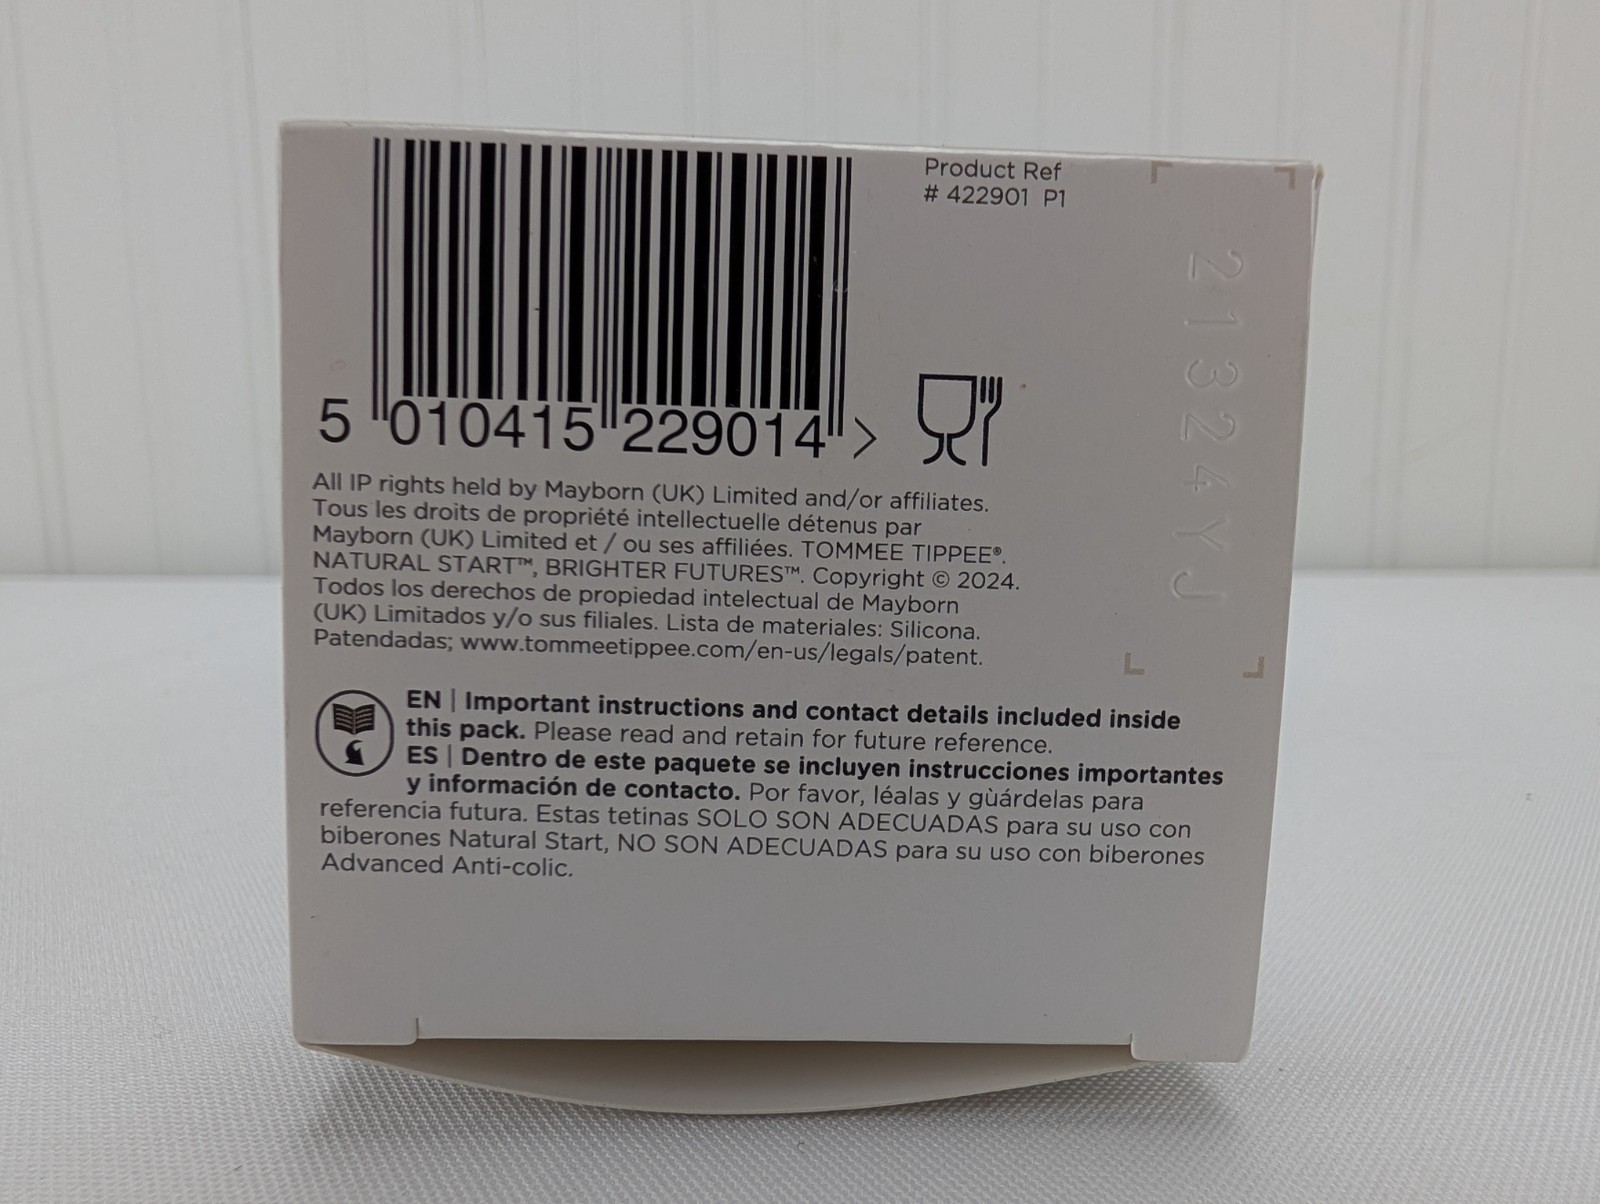 Product Ref
# 422901 P1
21324YJ
5 010415 229014 >
All IP rights held by Mayborn (UK) Limited and/or affiliates.
Tous les droits de propriété intellectuelle détenus par
Mayborn (UK) Limited et / ou ses affiliées. TOMMEE TIPPEE®.
NATURAL START™, BRIGHTER FUTURES™. Copyright © 2024.
Todos los derechos de propiedad intelectual de Mayborn
(UK) Limitados y/o sus filiales. Lista de materiales: Silicona.
Patendadas; www.tommeetippee.com/en-us/legals/patent.
EN | Important instructions and contact details included inside
this pack. Please read and retain for future reference.
ES | Dentro de este paquete se incluyen instrucciones importantes
y información de contacto. Por favor, léalas y gùárdelas para
referencia futura. Estas tetinas SOLO SON ADECUADAS para su uso con
biberones Natural Start, NO SON ADECUADAS para su uso con biberones
Advanced Anti-colic.